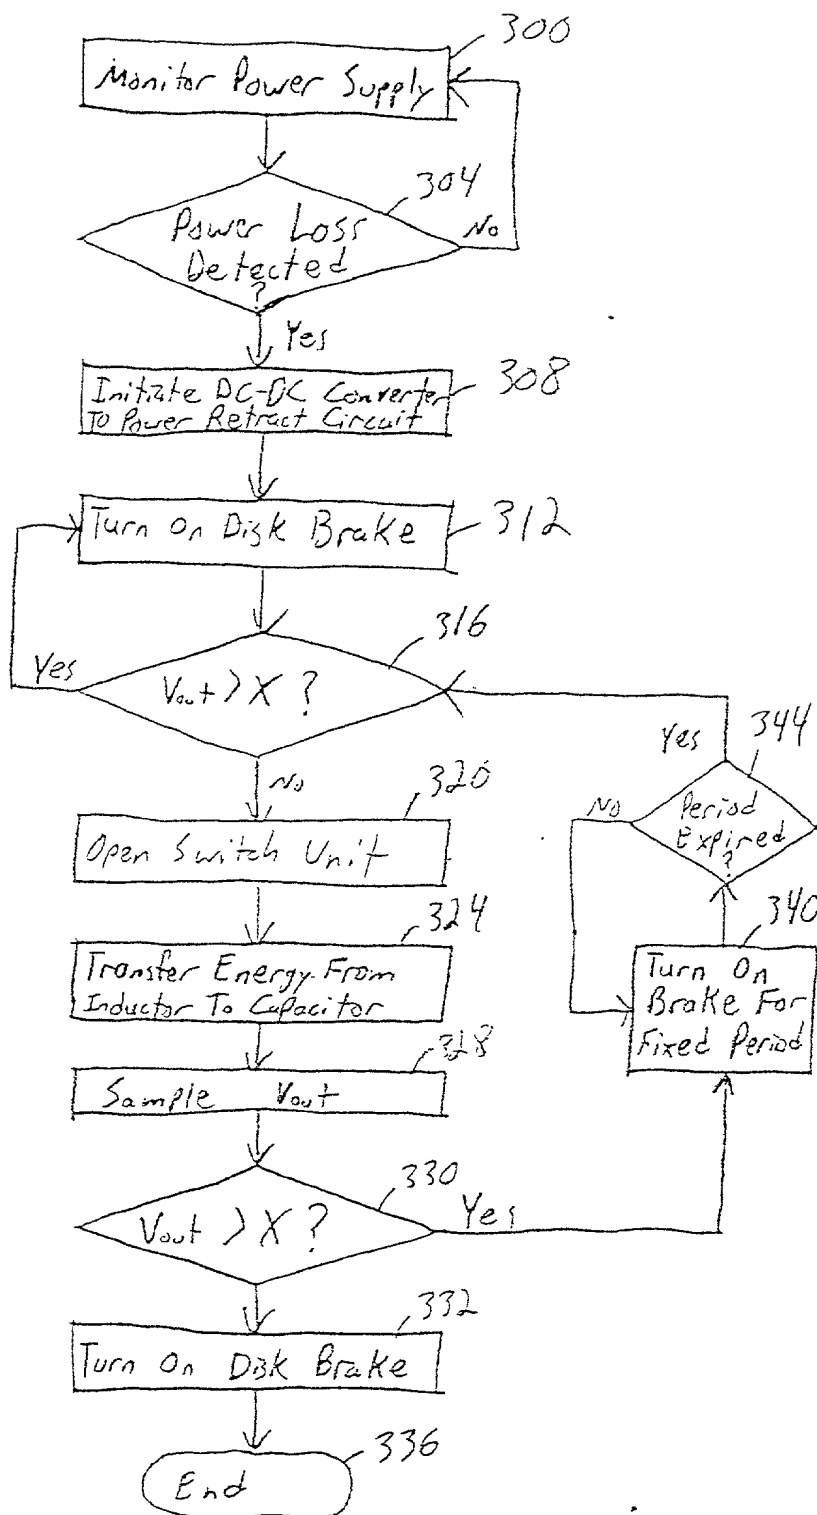 300
Monitor Power Supply
304
Power Loss
Detected
?
No
Yes
308
Initiate DC-DC Converter
To Power Retract Circuit
312
Turn On Disk Brake
316
Vout > X ?
Yes
No
320
Open Switch Unit
324
Transfer Energy From
Inductor To Capacitor
328
Sample Vout
330
Vout > X ?
Yes
332
Turn On Disk Brake
336
End
344
Period
Expired
?
Yes
No
340
Turn On
Brake For
Fixed Period